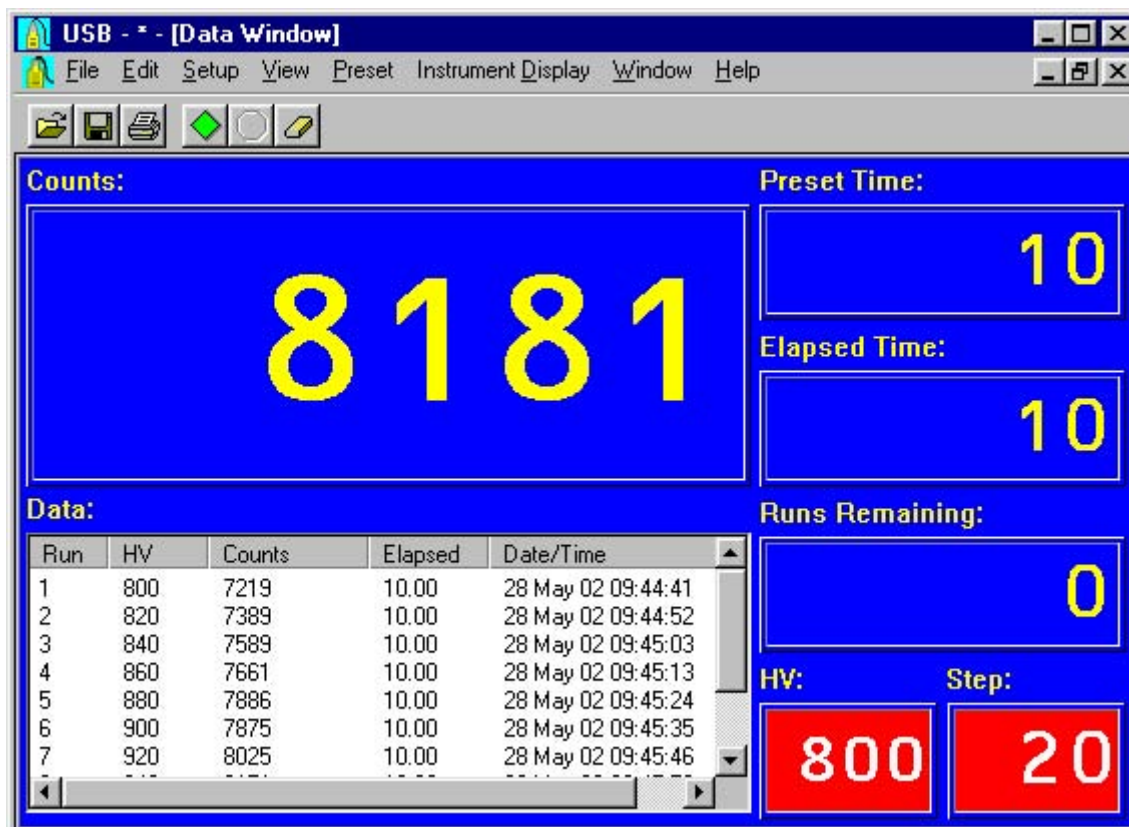 USB - * - [Data Window]
File Edit Setup View Preset Instrument Display Window Help
Counts:
8181
Preset Time:
10
Elapsed Time:
10
Data:
Run HV Counts Elapsed Date/Time
1 800 7219 10.00 28 May 02 09:44:41
2 820 7389 10.00 28 May 02 09:44:52
3 840 7589 10.00 28 May 02 09:45:03
4 860 7661 10.00 28 May 02 09:45:13
5 880 7886 10.00 28 May 02 09:45:24
6 900 7875 10.00 28 May 02 09:45:35
7 920 8025 10.00 28 May 02 09:45:46
Runs Remaining:
0
HV:
800
Step:
20